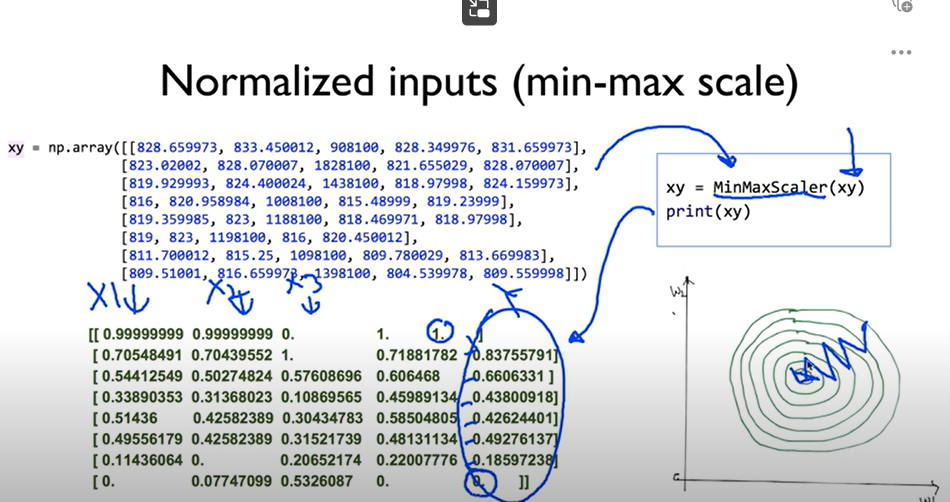 Normalized inputs (min-max scale)
xy = np.array([[828.659973, 833.450012, 908100, 828.349976, 831.659973],
[823.02002, 828.070007, 1828100, 821.655029, 828.070007],
[819.929993, 824.400024, 1438100, 818.97998, 824.159973],
[816, 820.958984, 1008100, 815.48999, 819.23999],
[819.359985, 823, 1188100, 818.469971, 818.97998],
[819, 823, 1198100, 816, 820.450012],
[811.700012, 815.25, 1098100, 809.780029, 813.669983],
[809.51001, 816.659973, 1398100, 804.539978, 809.559998]])
xy = MinMaxScaler(xy)
print(xy)
X1 X2 X3 Y
[[ 0.99999999 0.99999999 0. 1. 1. ]
[ 0.70548491 0.70439552 1. 0.71881782 0.83755791]
[ 0.54412549 0.50274824 0.57608696 0.606468 0.6606331 ]
[ 0.33890353 0.31368023 0.10869565 0.45989134 0.43800918]
[ 0.51436 0.42582389 0.30434783 0.58504805 0.42624401]
[ 0.49556179 0.42582389 0.31521739 0.48131134 0.49276137]
[ 0.11436064 0. 0.20652174 0.22007776 0.18597238]
[ 0. 0.07747099 0.5326087 0. 0. ]]
W2
W1